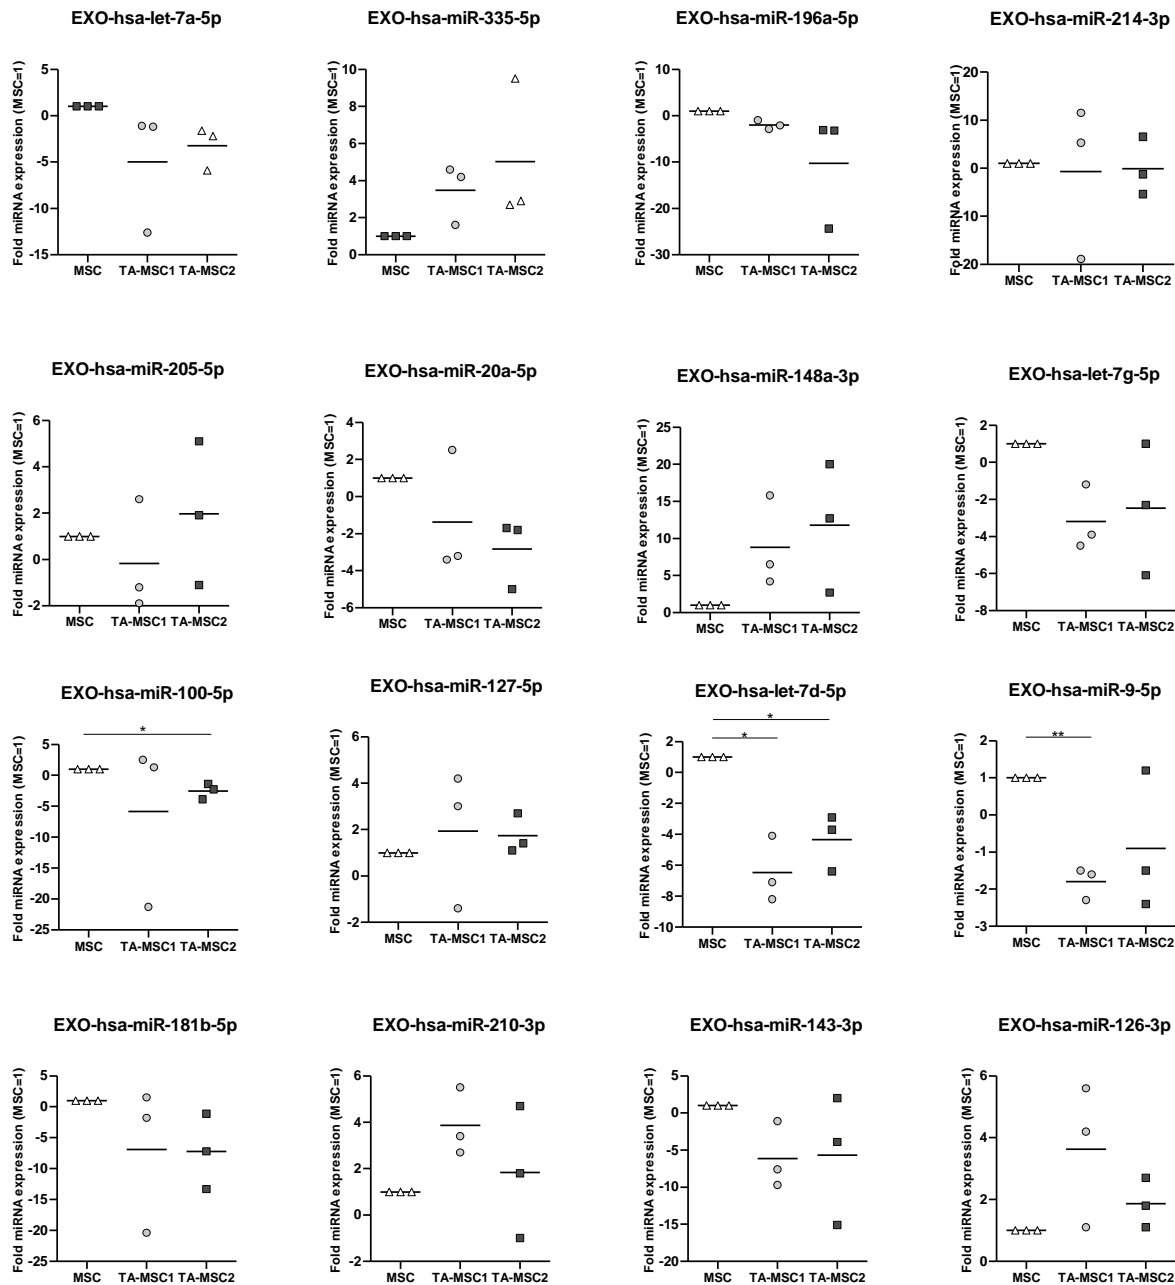 EXO-hsa-let-7a-5p
Fold miRNA expression (MSC=1)
5
0
-5
-10
-15
MSC TA-MSC1 TA-MSC2
EXO-hsa-miR-335-5p
Fold miRNA expression (MSC=1)
10
8
6
4
2
0
MSC TA-MSC1 TA-MSC2
EXO-hsa-miR-196a-5p
Fold miRNA expression (MSC=1)
10
0
-10
-20
-30
MSC TA-MSC1 TA-MSC2
EXO-hsa-miR-214-3p
Fold miRNA expression (MSC=1)
20
10
0
-10
-20
MSC TA-MSC1 TA-MSC2
EXO-hsa-miR-205-5p
Fold miRNA expression (MSC=1)
6
4
2
0
-2
MSC TA-MSC1 TA-MSC2
EXO-hsa-miR-20a-5p
Fold miRNA expression (MSC=1)
4
2
0
-2
-4
-6
MSC TA-MSC1 TA-MSC2
EXO-hsa-miR-148a-3p
Fold miRNA expression (MSC=1)
25
20
15
10
5
0
MSC TA-MSC1 TA-MSC2
EXO-hsa-let-7g-5p
Fold miRNA expression (MSC=1)
2
0
-2
-4
-6
-8
MSC TA-MSC1 TA-MSC2
EXO-hsa-miR-100-5p
*
Fold miRNA expression (MSC=1)
5
0
-5
-10
-15
-20
-25
MSC TA-MSC1 TA-MSC2
EXO-hsa-miR-127-5p
Fold miRNA expression (MSC=1)
6
4
2
0
-2
MSC TA-MSC1 TA-MSC2
EXO-hsa-let-7d-5p
*
*
Fold miRNA expression (MSC=1)
2
0
-2
-4
-6
-8
-10
MSC TA-MSC1 TA-MSC2
EXO-hsa-miR-9-5p
**
Fold miRNA expression (MSC=1)
2
1
0
-1
-2
-3
MSC TA-MSC1 TA-MSC2
EXO-hsa-miR-181b-5p
Fold miRNA expression (MSC=1)
5
0
-5
-10
-15
-20
-25
MSC TA-MSC1 TA-MSC2
EXO-hsa-miR-210-3p
Fold miRNA expression (MSC=1)
6
4
2
0
-2
MSC TA-MSC1 TA-MSC2
EXO-hsa-miR-143-3p
Fold miRNA expression (MSC=1)
5
0
-5
-10
-15
-20
MSC TA-MSC1 TA-MSC2
EXO-hsa-miR-126-3p
Fold miRNA expression (MSC=1)
6
4
2
0
MSC TA-MSC1 TA-MSC2